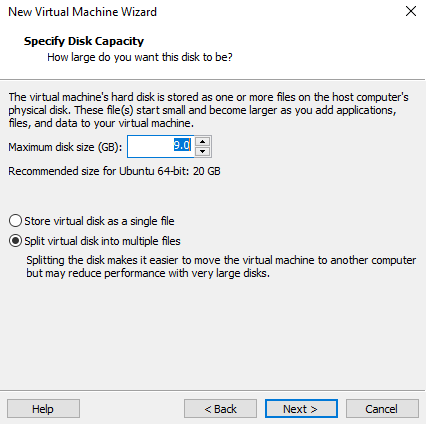 New Virtual Machine Wizard
Specify Disk Capacity
How large do you want this disk to be?
The virtual machine's hard disk is stored as one or more files on the host computer's
physical disk. These file(s) start small and become larger as you add applications,
files, and data to your virtual machine.
Maximum disk size (GB): 9.0
Recommended size for Ubuntu 64-bit: 20 GB
Store virtual disk as a single file
Split virtual disk into multiple files
Splitting the disk makes it easier to move the virtual machine to another computer
but may reduce performance with very large disks.
Help < Back Next > Cancel